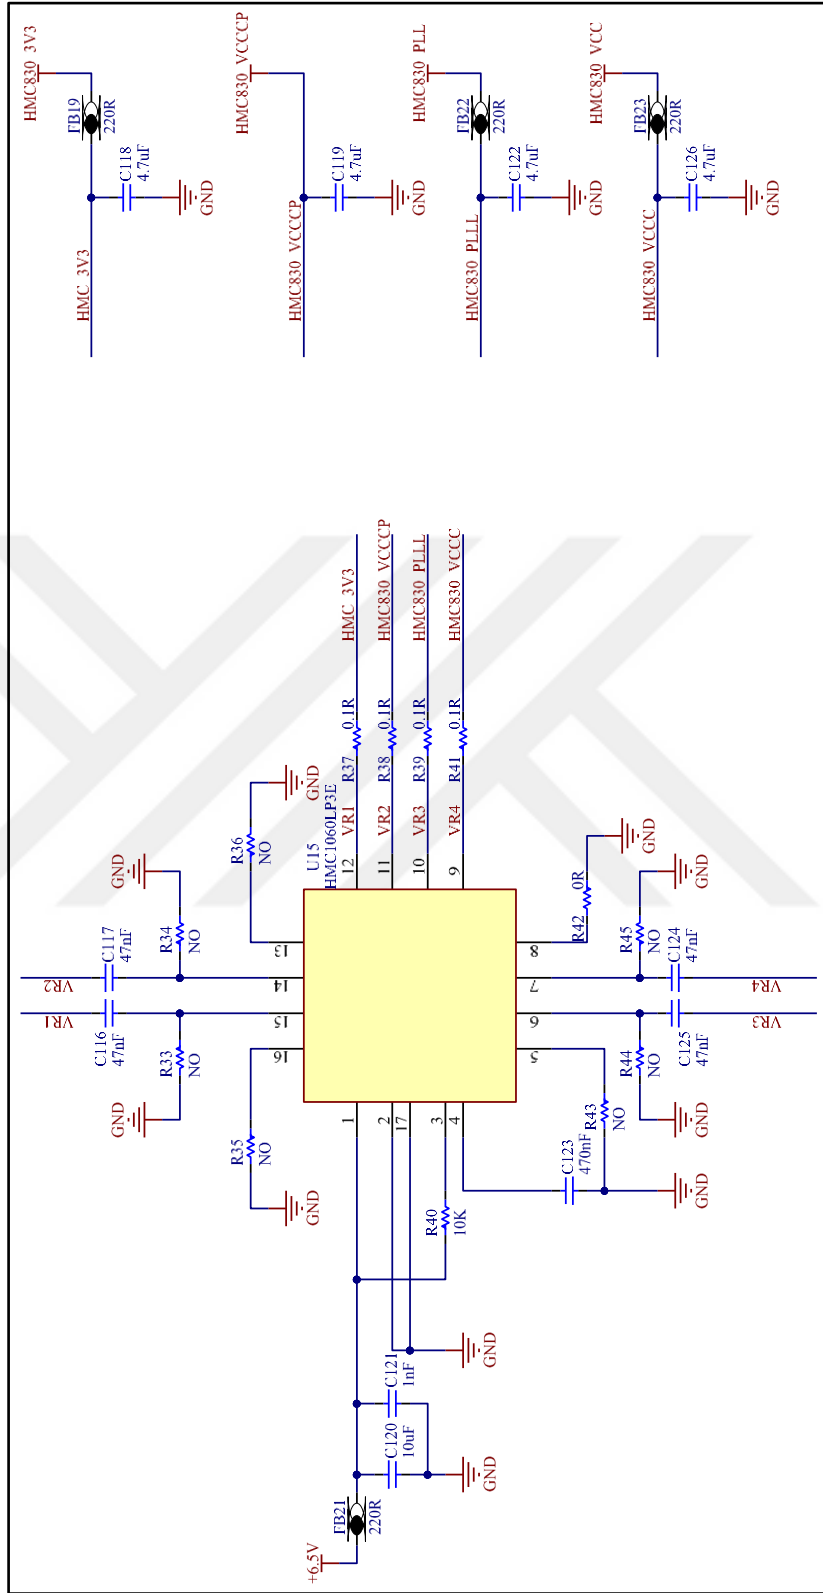 HMC830 3V3
FB19
220R
C118
4.7uF
GND
HMC 3V3
HMC830 VCCCP
C119
4.7uF
GND
HMC830 VCCCP
HMC830 PLL
FB22
220R
C122
4.7uF
GND
HMC830 PLLL
HMC830 VCC
FB23
220R
C126
4.7uF
GND
HMC830 VCCC
HMC 3V3
HMC830 VCCCP
HMC830 PLLL
HMC830 VCCC
R37
0.1R
R38
0.1R
R39
0.1R
R41
0.1R
VR1
VR2
VR3
VR4
U15
HMC1060LP3E
12
11
10
9
R36
NO
GND
13
14
15
16
VR2
C117
47nF
R34
NO
GND
VR1
C116
47nF
R33
NO
GND
R35
NO
GND
8
7
6
5
R42
0R
GND
R45
NO
GND
C124
47nF
VR4
R44
NO
GND
C125
47nF
VR3
R43
NO
C123
470nF
GND
1
2
17
3
4
R40
10K
GND
C121
1nF
C120
10uF
GND
FB21
220R
+6.5V